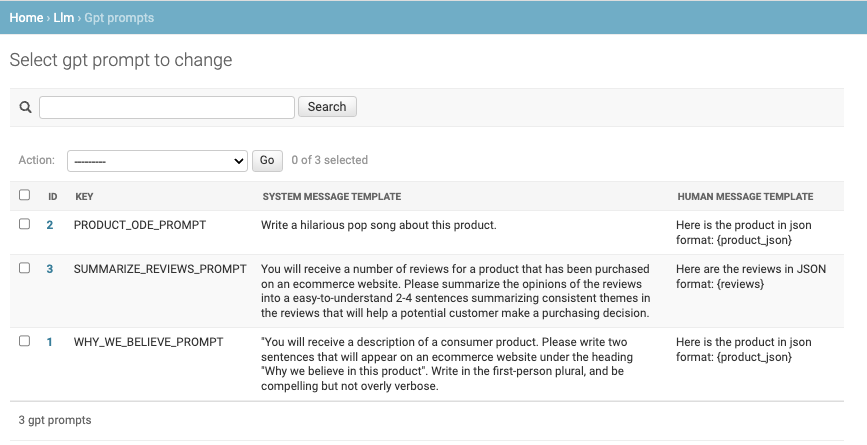 Home › Llm › Gpt prompts
Select gpt prompt to change
Search
Action: --------- Go 0 of 3 selected
ID KEY SYSTEM MESSAGE TEMPLATE HUMAN MESSAGE TEMPLATE
2 PRODUCT_ODE_PROMPT Write a hilarious pop song about this product. Here is the product in json
format: {product_json}
3 SUMMARIZE_REVIEWS_PROMPT You will receive a number of reviews for a product that has been purchased Here are the reviews in JSON
on an ecommerce website. Please summarize the opinions of the reviews format: {reviews}
into a easy-to-understand 2-4 sentences summarizing consistent themes in
the reviews that will help a potential customer make a purchasing decision.
1 WHY_WE_BELIEVE_PROMPT "You will receive a description of a consumer product. Please write two Here is the product in json
sentences that will appear on an ecommerce website under the heading format: {product_json}
"Why we believe in this product". Write in the first-person plural, and be
compelling but not overly verbose.
3 gpt prompts